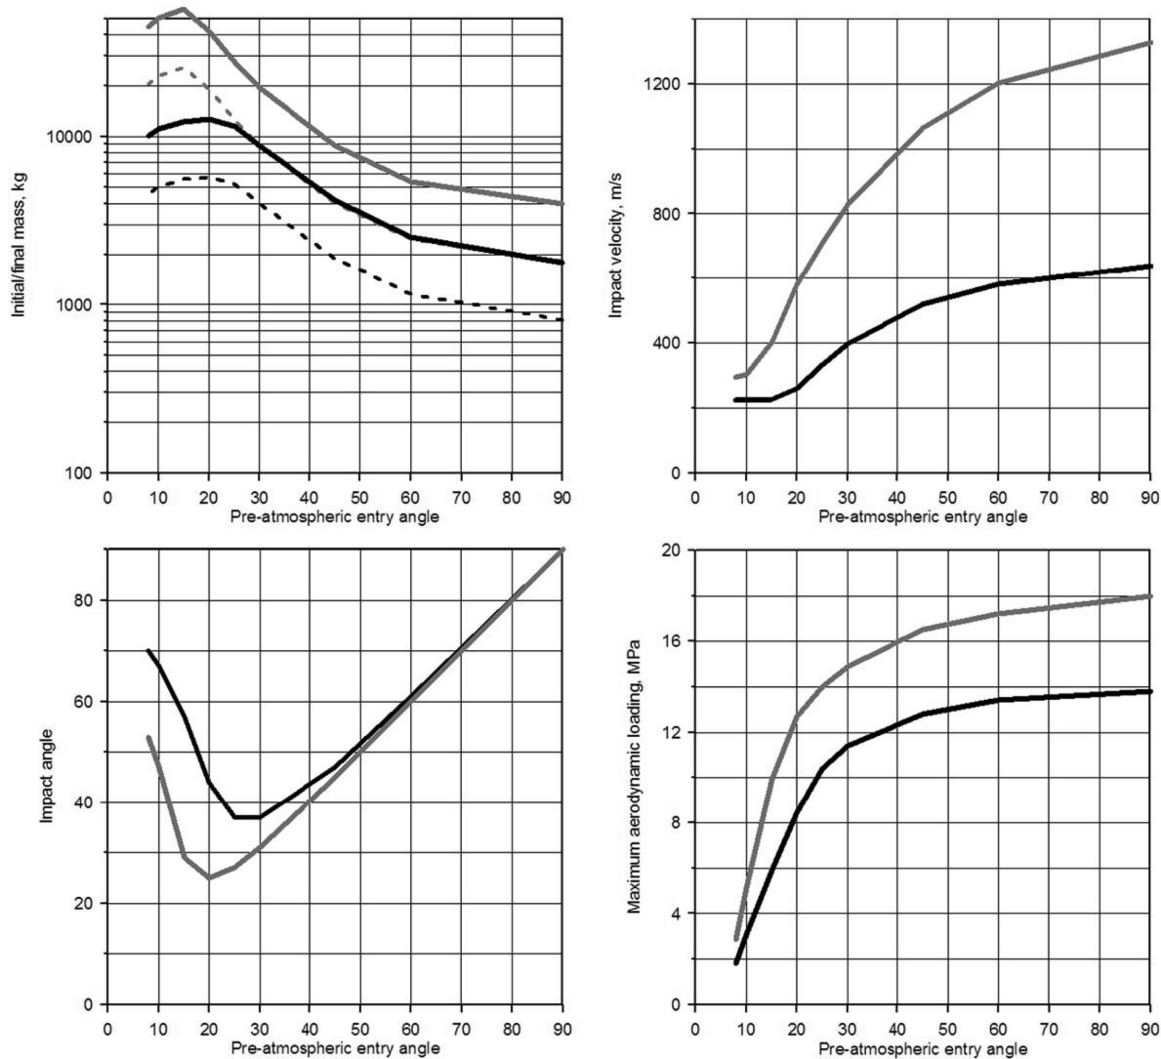 Initial/final mass, kg
10000
1000
100
0 10 20 30 40 50 60 70 80 90
Pre-atmospheric entry angle
Impact velocity, m/s
1200
800
400
0
0 10 20 30 40 50 60 70 80 90
Pre-atmospheric entry angle
Impact angle
80
60
40
20
0
0 10 20 30 40 50 60 70 80 90
Pre-atmospheric entry angle
Maximum aerodynamic loading, MPa
20
16
12
8
4
0
0 10 20 30 40 50 60 70 80 90
Pre-atmospheric entry angle